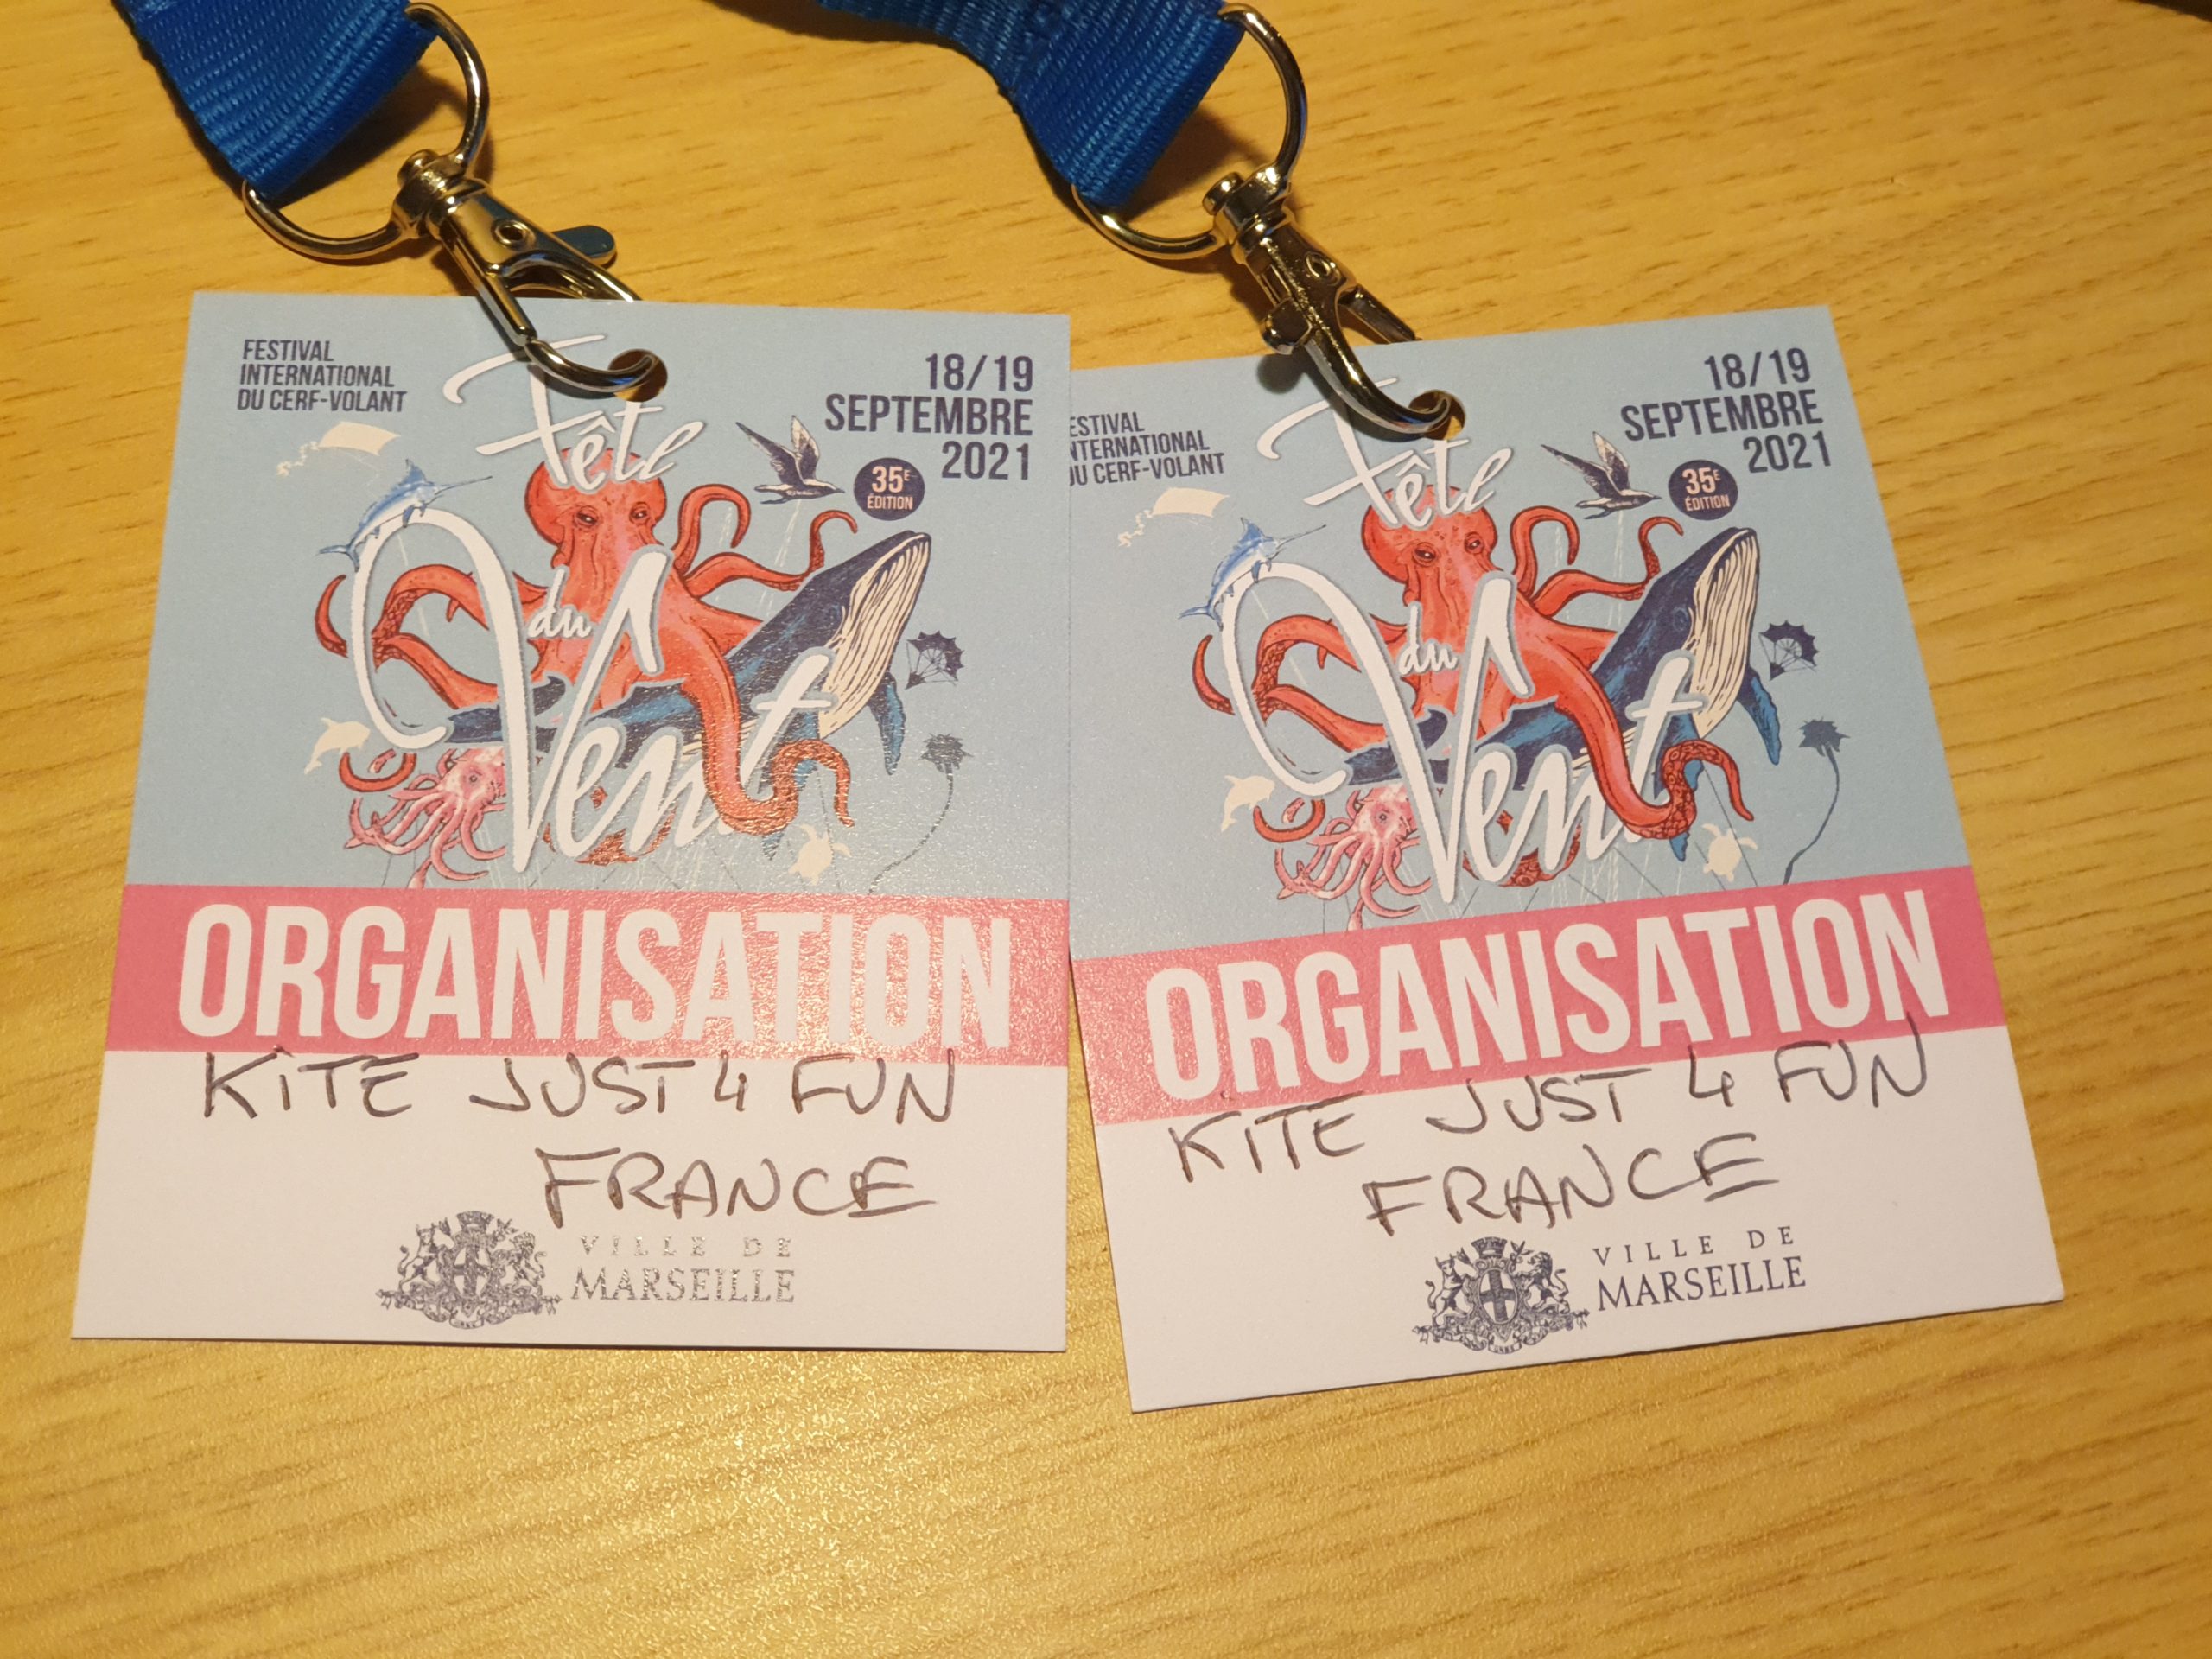 FESTIVAL
INTERNATIONAL
DU CERF-VOLANT
18/19
SEPTEMBRE
2021
35E
ÉDITION
Fête
du
Vent
ORGANISATION
KITE JUST 4 FUN
FRANCE
VILLE DE
MARSEILLE
ESTIVAL
NTERNATIONAL
DU CERF-VOLANT
18/19
SEPTEMBRE
2021
35E
ÉDITION
Fête
du
Vent
ORGANISATION
KITE JUST 4 FUN
FRANCE
VILLE DE
MARSEILLE